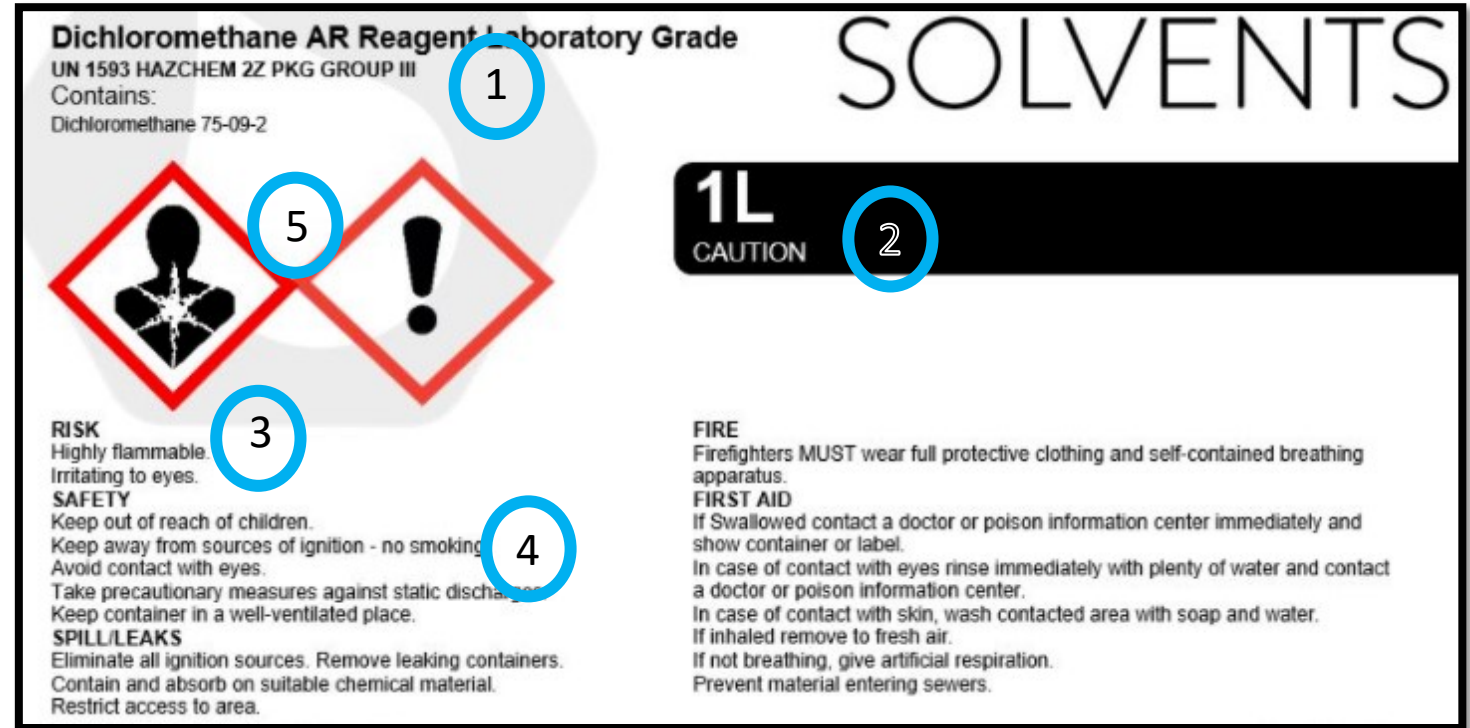 Dichloromethane AR Reagent Laboratory Grade
UN 1593 HAZCHEM 2Z PKG GROUP III
Contains:
Dichloromethane 75-09-2
1
SOLVENTS
5
1L
CAUTION
2
3
RISK
Highly flammable.
Irritating to eyes.
SAFETY
Keep out of reach of children.
Keep away from sources of ignition - no smoking
4
Avoid contact with eyes.
Take precautionary measures against static discharges
Keep container in a well-ventilated place.
SPILL/LEAKS
Eliminate all ignition sources. Remove leaking containers.
Contain and absorb on suitable chemical material.
Restrict access to area.
FIRE
Firefighters MUST wear full protective clothing and self-contained breathing
apparatus.
FIRST AID
If Swallowed contact a doctor or poison information center immediately and
show container or label.
In case of contact with eyes rinse immediately with plenty of water and contact
a doctor or poison information center.
In case of contact with skin, wash contacted area with soap and water.
If inhaled remove to fresh air.
If not breathing, give artificial respiration.
Prevent material entering sewers.